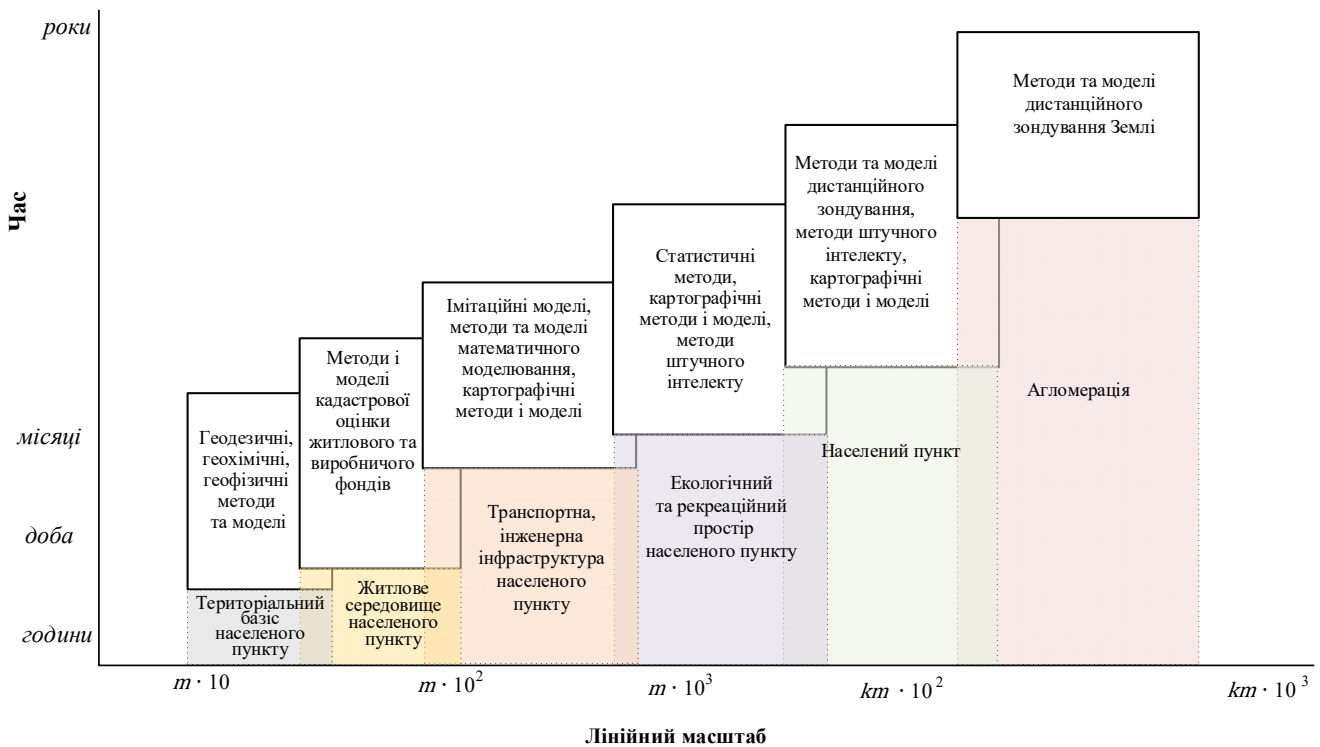 роки
Методи та моделі
дистанційного
зондування Землі
Методи та моделі
дистанційного
зондування,
методи штучного
інтелекту,
картографічні
методи і моделі
Час
Статистичні
методи,
картографічні
методи і моделі,
методи
штучного
інтелекту
Імітаційні моделі,
методи та моделі
математичного
моделювання,
картографічні
методи і моделі
Методи і
моделі
кадастрової
оцінки
житлового та
виробничого
фондів
Геодезичні,
геохімічні,
геофізичні
методи
та моделі
місяці
доба
години
Агломерація
Населений пункт
Екологічний
та рекреаційний
простір
населеного пункту
Транспортна,
інженерна
інфраструктура
населеного
пункту
Житлове
середовище
населеного
пункту
Територіальний
базіс
населеного
пункту
m · 10
m · 10²
m · 10³
km · 10²
km · 10³
Лінійний масштаб